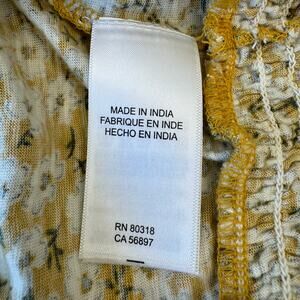 MADE IN INDIA
FABRIQUE EN INDE
HECHO EN INDIA
RN 80318
CA 56897